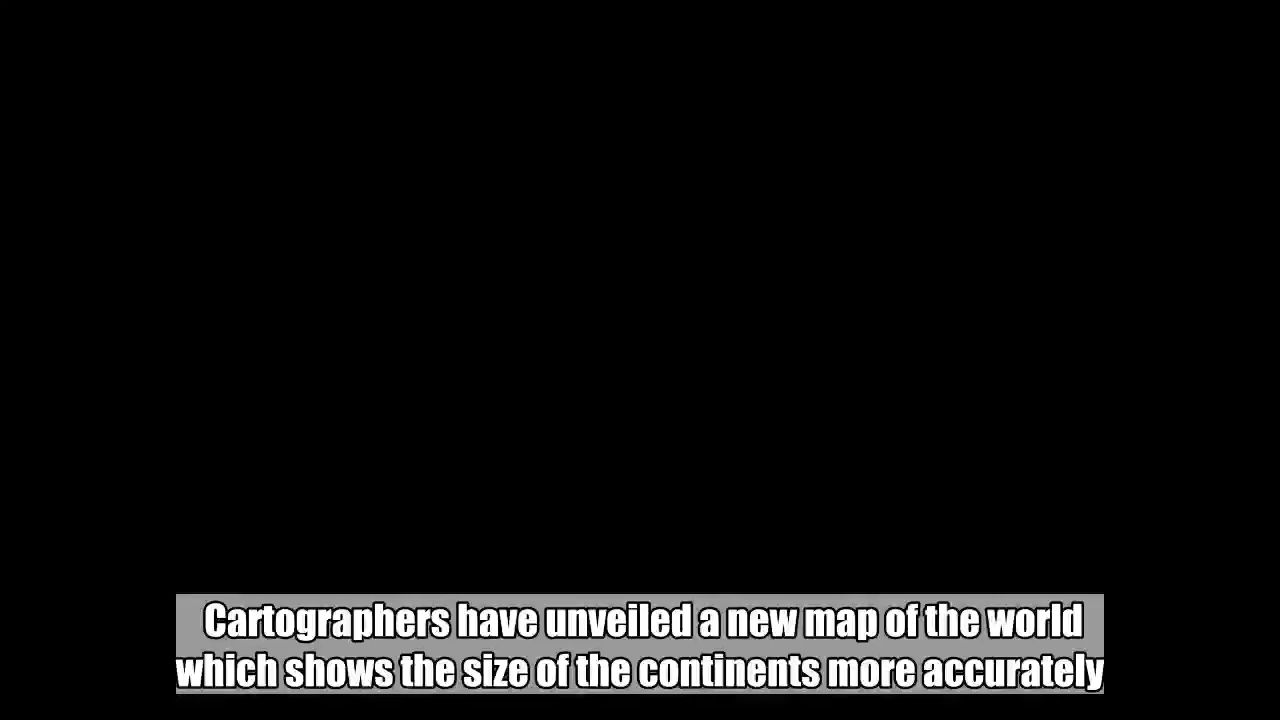 Cartographers have unveiled a new map of the world
which shows the size of the continents more accurately